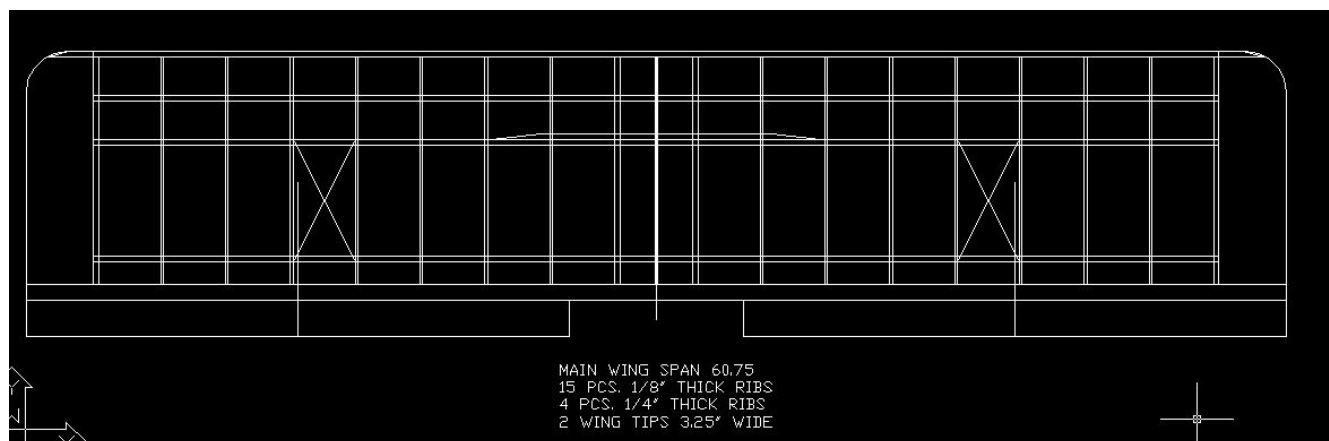 MAIN WING SPAN 60.75
15 PCS. 1/8" THICK RIBS
4 PCS. 1/4" THICK RIBS
2 WING TIPS 3.25" WIDE